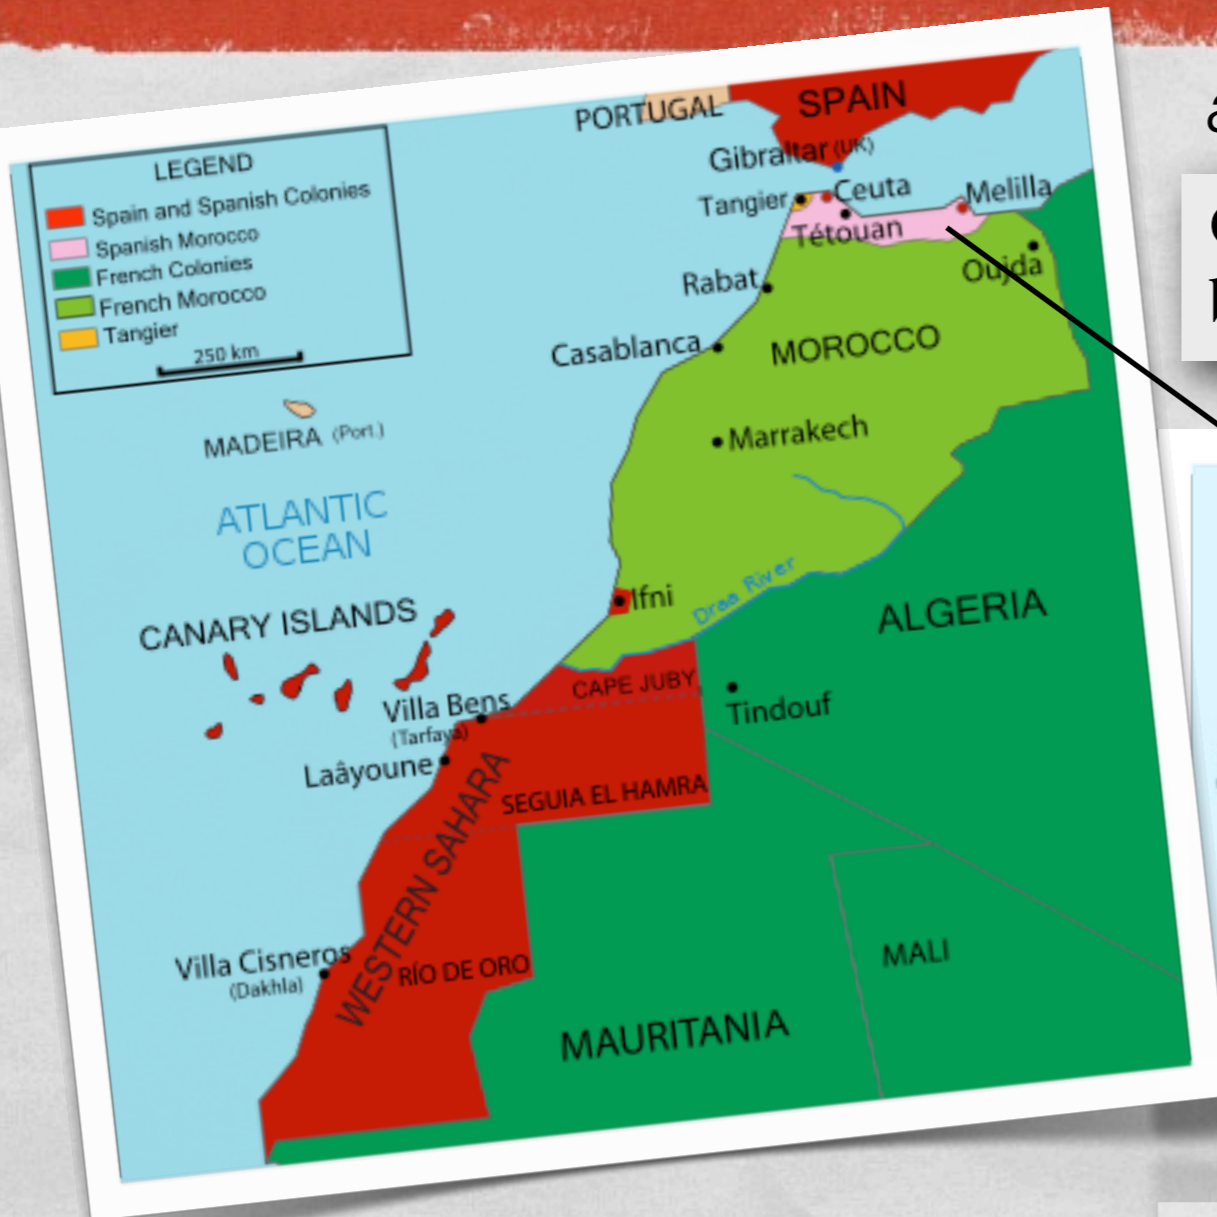 LEGEND
Spain and Spanish Colonies
Spanish Morocco
French Colonies
French Morocco
Tangier
250 km
PORTUGAL
SPAIN
Gibraltar (UK)
Tangier
Ceuta
Melilla
Tétouan
Oujda
Rabat
Casablanca
MOROCCO
MADEIRA (Port.)
Marrakech
ATLANTIC
OCEAN
Ifni
Draa River
CANARY ISLANDS
ALGERIA
CAPE JUBY
Villa Bens
(Tarfaya)
Tindouf
Laâyoune
SEGUIA EL HAMRA
WESTERN SAHARA
Villa Cisneros
(Dakhla)
RÍO DE ORO
MALI
MAURITANIA